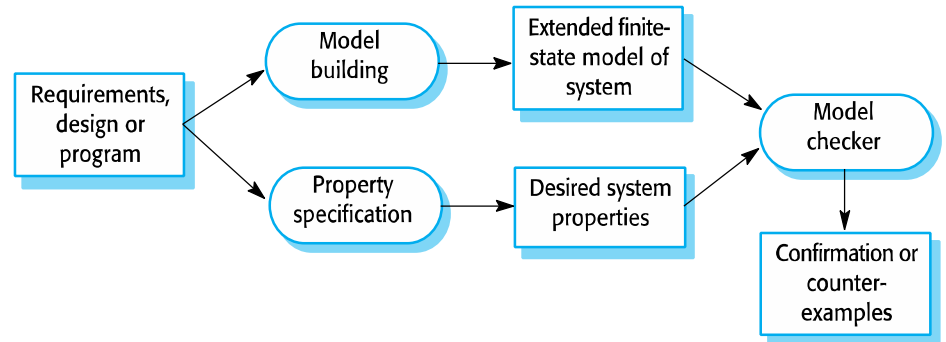 Requirements,
design or
program
Model
building
Extended finite-
state model of
system
Property
specification
Desired system
properties
Model
checker
Confirmation or
counter-
examples